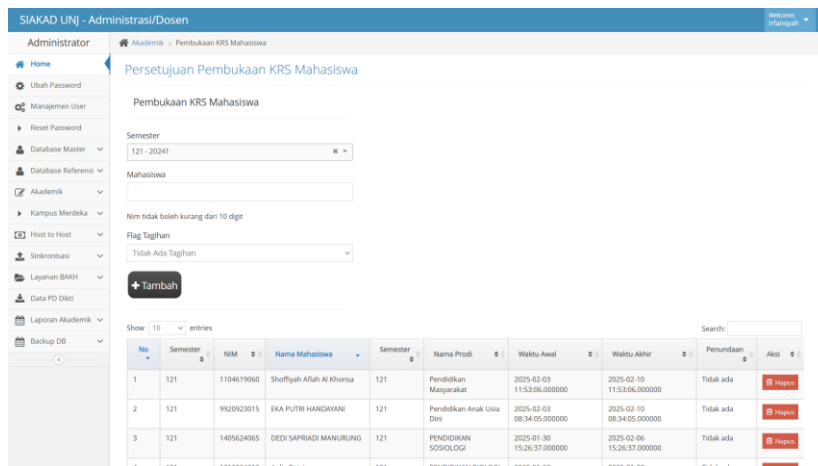 SIAKAD UNJ - Administrasi/Dosen
Welcome,
Irfansyah
Administrator
Home
Ubah Password
Manajemen User
Reset Password
Database Master
Database Referensi
Akademik
Kampus Merdeka
Host to Host
Sinkronisasi
Layanan BAKH
Data PD Dikti
Laporan Akademik
Backup DB
Akademik > Pembukaan KRS Mahasiswa
Persetujuan Pembukaan KRS Mahasiswa
Pembukaan KRS Mahasiswa
Semester
121 - 20241
Mahasiswa
Nim tidak boleh kurang dari 10 digit
Flag Tagihan
Tidak Ada Tagihan
+ Tambah
Show 10 entries
Search:
No Semester NIM Nama Mahasiswa Semester Nama Prodi Waktu Awal Waktu Akhir Penundaan Aksi
1 121 1104619060 Shoffiyah Aflah Al Khonsa 121 Pendidikan Masyarakat 2025-02-03 11:53:06.000000 2025-02-10 11:53:06.000000 Tidak ada Hapus
2 121 9920923015 EKA PUTRI HANDAYANI 121 Pendidikan Anak Usia Dini 2025-02-03 08:34:05.000000 2025-02-10 08:34:05.000000 Tidak ada Hapus
3 121 1405624065 DEDI SAPRIADI MANURUNG 121 PENDIDIKAN SOSIOLOGI 2025-01-30 15:26:37.000000 2025-02-06 15:26:37.000000 Tidak ada Hapus